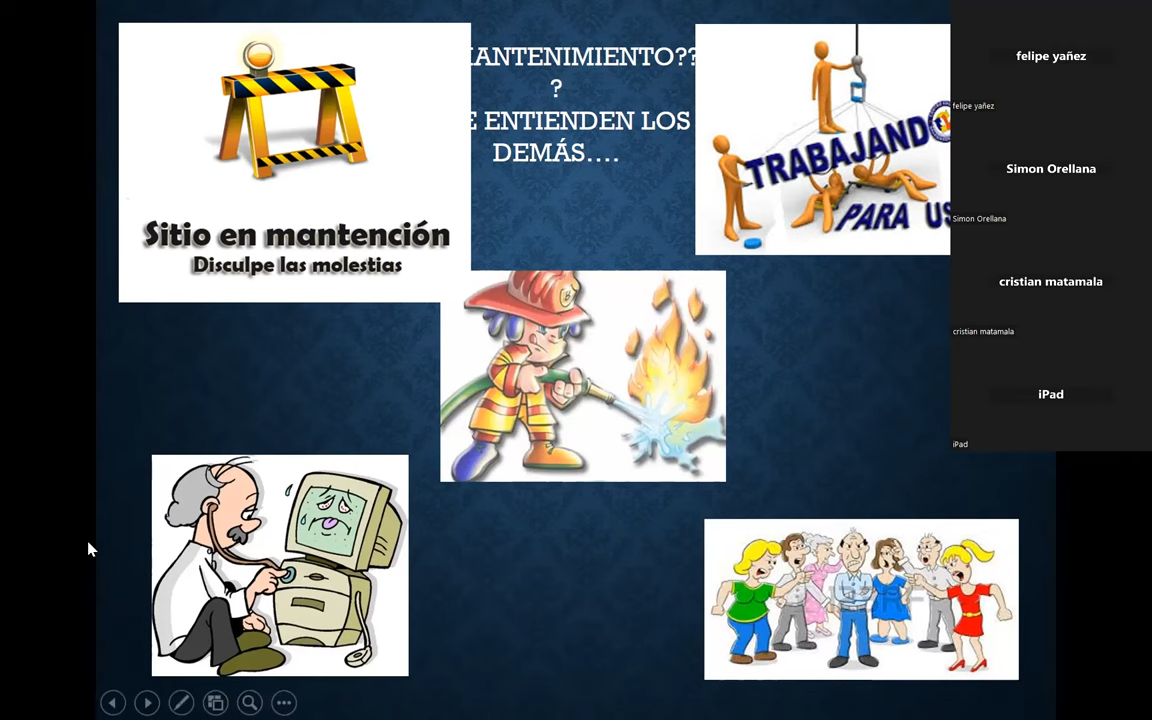 ANTENIMIENTO??
?
E ENTIENDEN LOS
DEMÁS….
Sitio en mantención
Disculpe las molestias
TRABAJANDO
PARA US
felipe yañez
felipe yañez
Simon Orellana
Simon Orellana
cristian matamala
cristian matamala
iPad
iPad
B